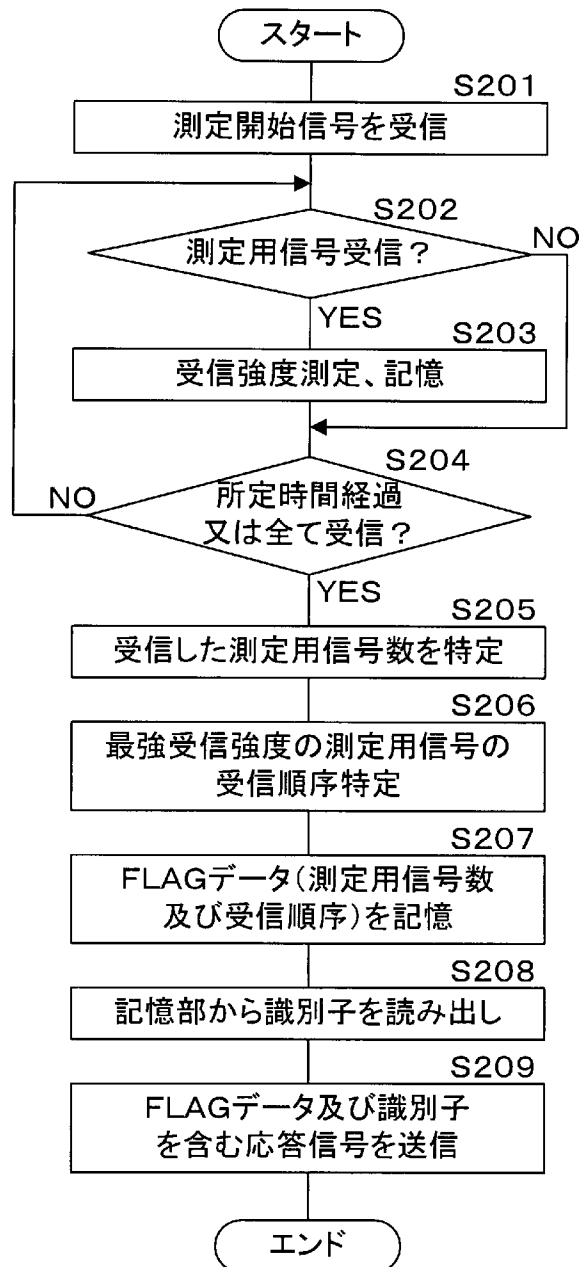 スタート
S201
測定開始信号を受信
S202
測定用信号受信？
NO
YES
S203
受信強度測定、記憶
S204
所定時間経過
又は全て受信？
NO
YES
S205
受信した測定用信号数を特定
S206
最強受信強度の測定用信号の
受信順序特定
S207
FLAGデータ(測定用信号数
及び受信順序)を記憶
S208
記憶部から識別子を読み出し
S209
FLAGデータ及び識別子
を含む応答信号を送信
エンド